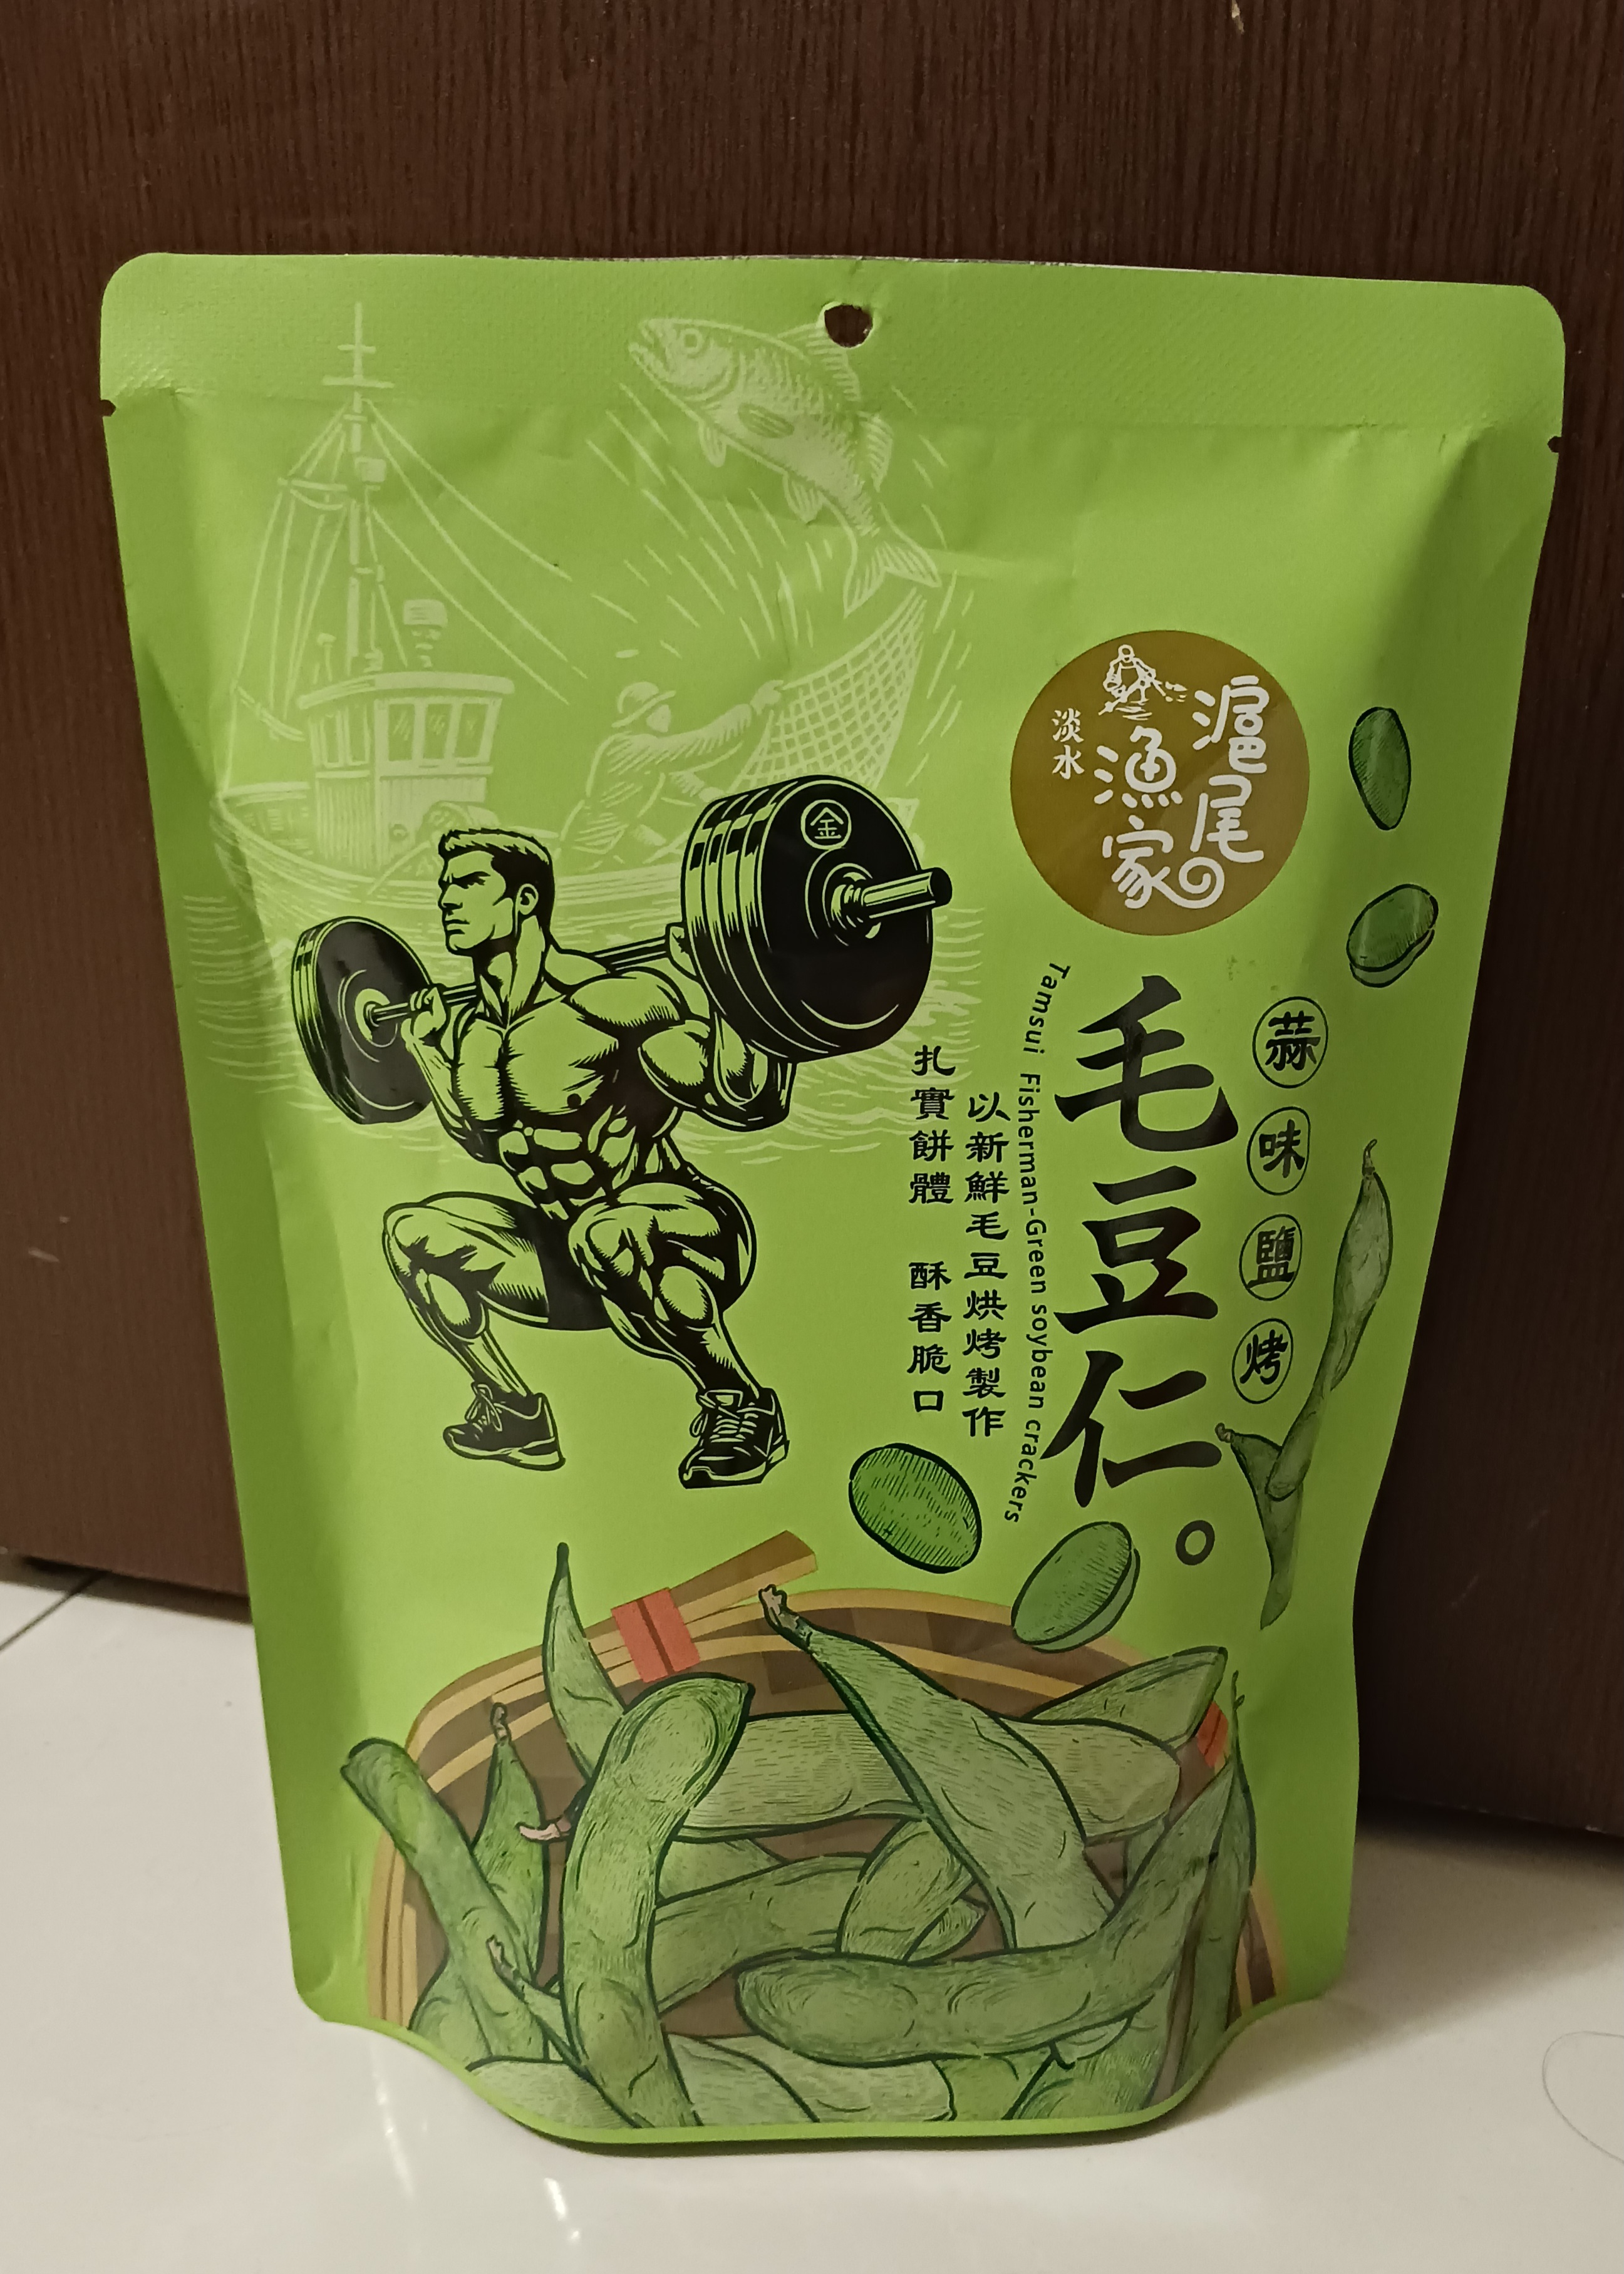 金
滬尾
漁家
淡水
蒜味鹽烤
毛豆仁。
Tamsui Fisherman-Green soybean crackers
以新鮮毛豆烘烤製作
扎實餅體 酥香脆口